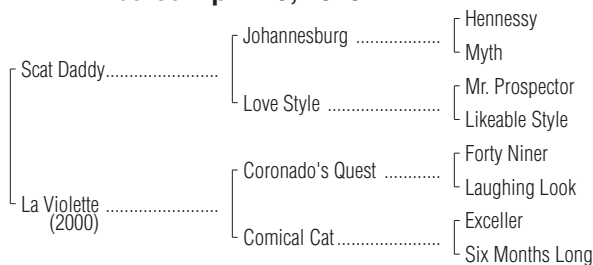 Hennessy
Johannesburg ..................
Myth
Scat Daddy........................
Mr. Prospector
Love Style ........................
Likeable Style
Forty Niner
Coronado's Quest ............
Laughing Look
La Violette ........................
(2000)
Exceller
Comical Cat......................
Six Months Long